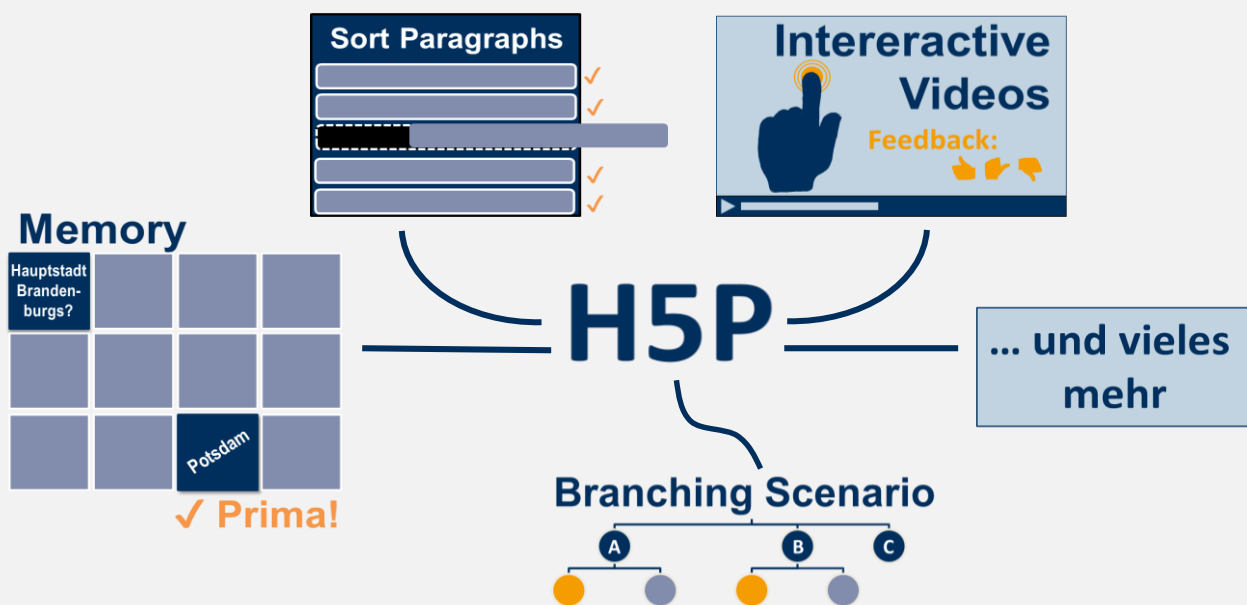 Sort Paragraphs
Intereractive
Videos
Feedback:
Memory
Hauptstadt
Branden-
burgs?
Potsdam
✓ Prima!
H5P
... und vieles
mehr
Branching Scenario
A
B
C